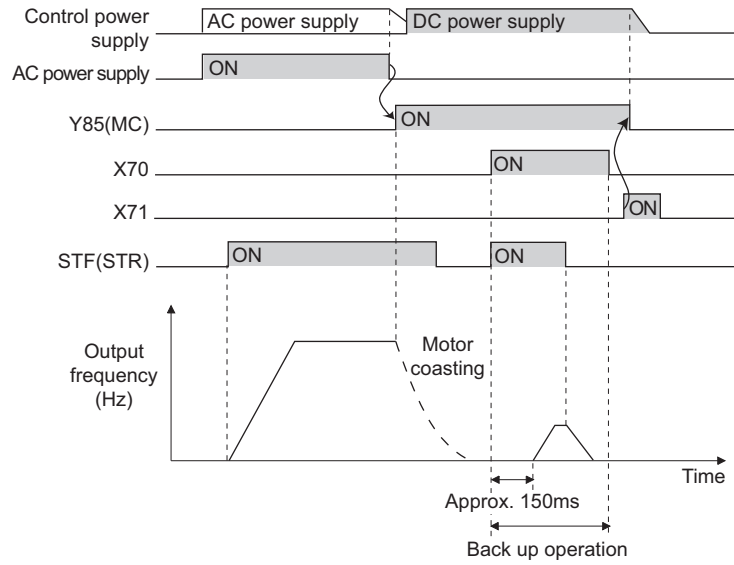 Control power
supply
AC power supply
DC power supply
AC power supply
ON
Y85(MC)
ON
X70
ON
X71
ON
STF(STR)
ON
ON
Output
frequency
(Hz)
Motor
coasting
Time
Approx. 150ms
Back up operation